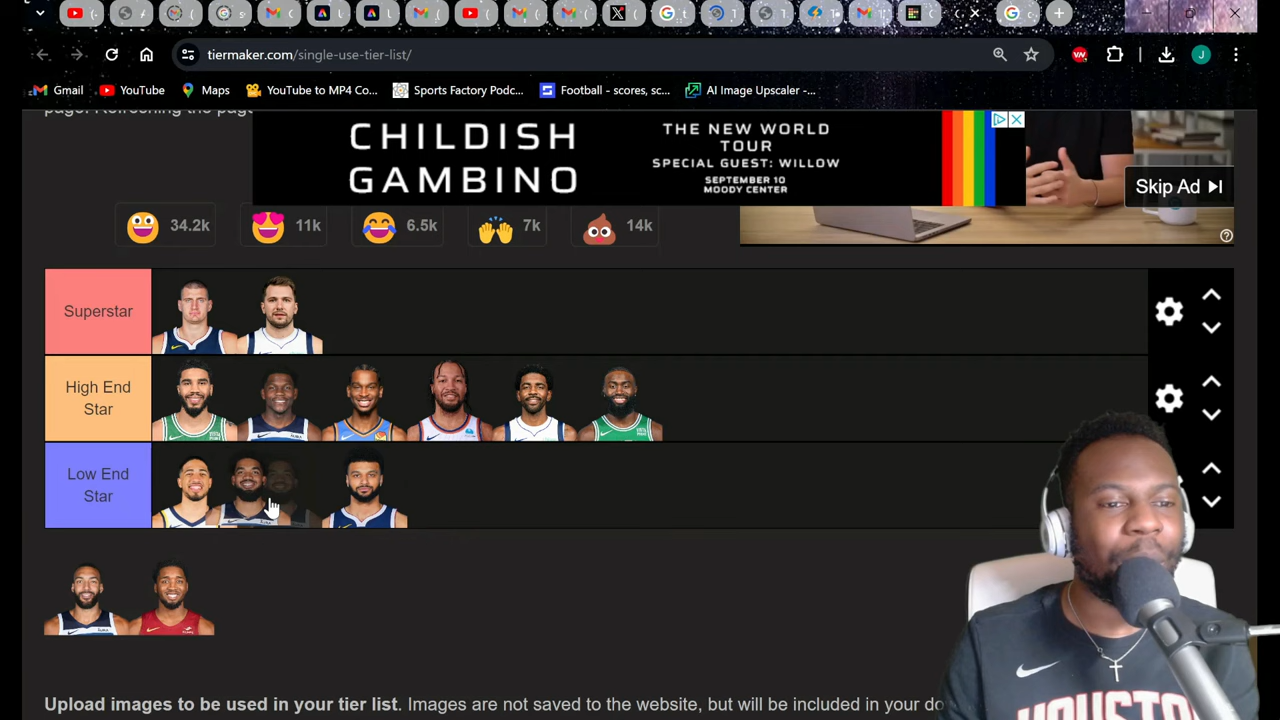 tiermaker.com/single-use-tier-list/
J
Gmail
YouTube
Maps
YouTube to MP4 Co...
Sports Factory Podc...
Football - scores, sc...
AI Image Upscaler -...
CHILDISH
GAMBINO
THE NEW WORLD
TOUR
SPECIAL GUEST: WILLOW
SEPTEMBER 10
MOODY CENTER
Skip Ad
34.2k
11k
6.5k
7k
14k
Superstar
High End
Star
Low End
Star
Upload images to be used in your tier list. Images are not saved to the website, but will be included in your do
HOUSTON